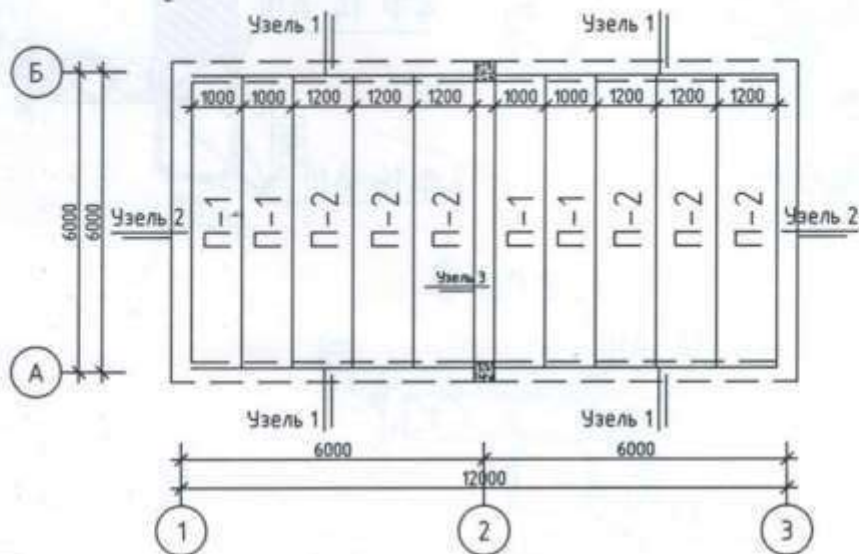 Узель 1 Узель 1
Б
1000 1000 1200 1200 1200 1000 1000 1200 1200 1200
6000 6000
Узель 2 П-1 П-1 П-2 П-2 П-2 П-1 П-1 П-2 П-2 П-2 Узель 2
Узель 3
А
Узель 1 Узель 1
6000 6000
12000
1 2 3